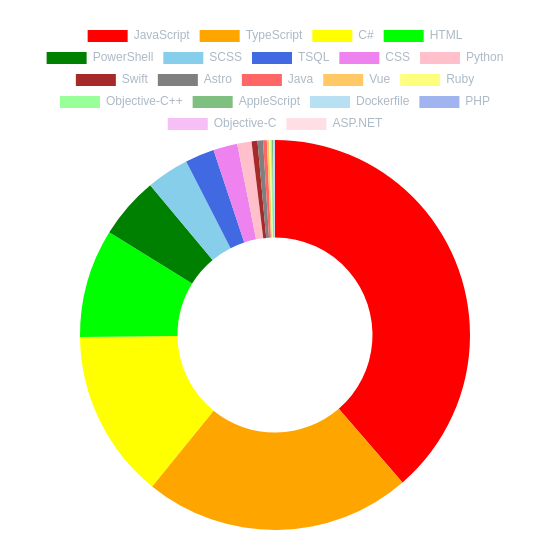 JavaScript TypeScript C# HTML
PowerShell SCSS TSQL CSS Python
Swift Astro Java Vue Ruby
Objective-C++ AppleScript Dockerfile PHP
Objective-C ASP.NET